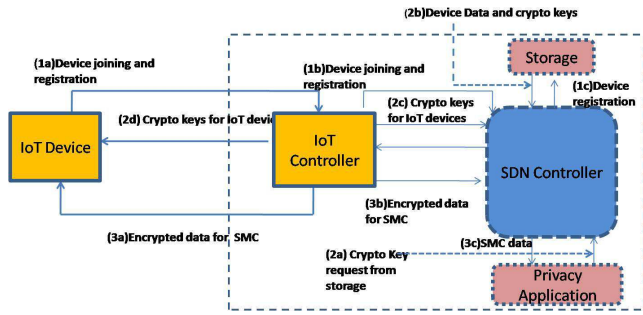 (2b)Device Data and crypto keys
(1a)Device joining and
registration
(1b)Device joining and
registration
Storage
(1c)Device
registration
(2c) Crypto keys
for IoT devices
(2d) Crypto keys for IoT devic
IoT Device
IoT
Controller
SDN Controller
(3b)Encrypted data
for SMC
(3a)Encrypted data for SMC
(3c)SMC data
(2a) Crypto Key
request from
storage
Privacy
Application